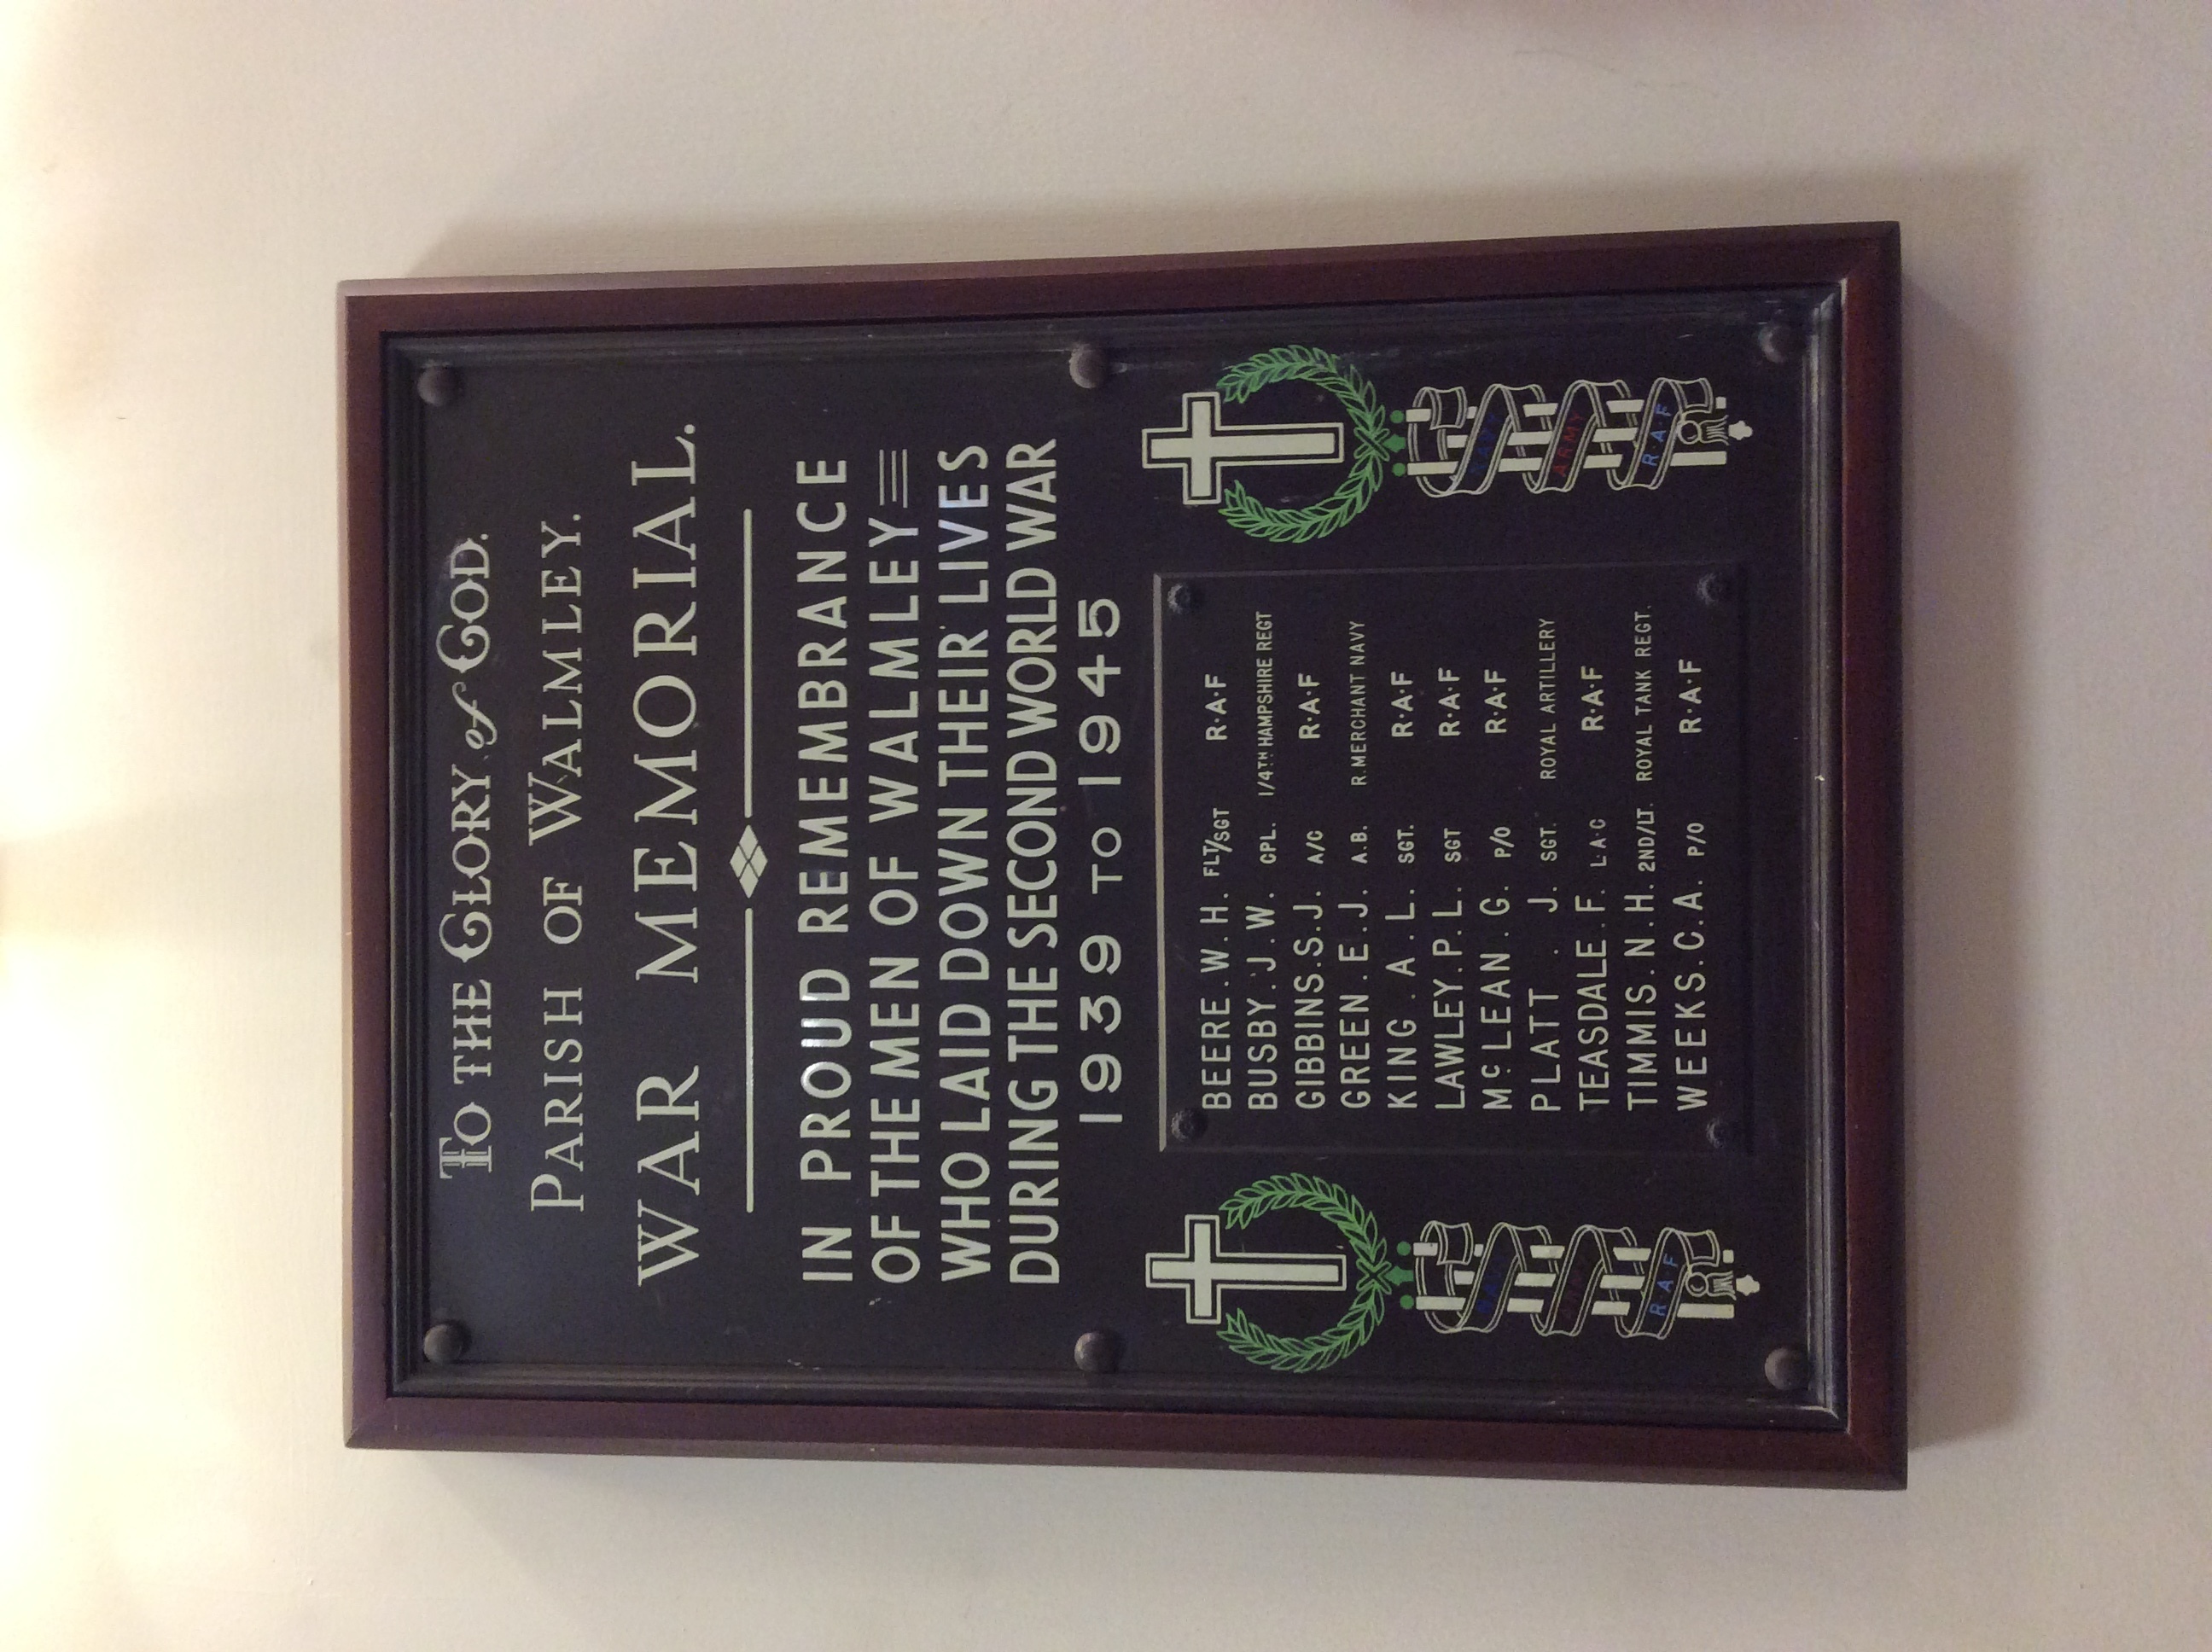 TO THE GLORY of GOD.
PARISH OF WALMLEY.
WAR MEMORIAL.
IN PROUD REMEMBRANCE
OF THE MEN OF WALMLEY
WHO LAID DOWN THEIR LIVES
DURING THE SECOND WORLD WAR
1939 TO 1945
BEERE.W.H. FLT/SGT R.A.F
BUSBY.J.W. CPL. 1/4TH HAMPSHIRE REGT
GIBBINS.S.J. A/C R.A.F
GREEN.E.J. A.B. R.MERCHANT NAVY
KING.A.L. SGT. R.A.F
LAWLEY.P.L. SGT R.A.F
McLEAN.G. P/O R.A.F
PLATT.J. SGT. ROYAL ARTILLERY
TEASDALE.F. L.A.C R.A.F
TIMMIS.N.H. 2ND/LT. ROYAL TANK REGT.
WEEKS.C.A. P/O R.A.F
NAVY
ARMY
R.A.F
NAVY
ARMY
R.A.F